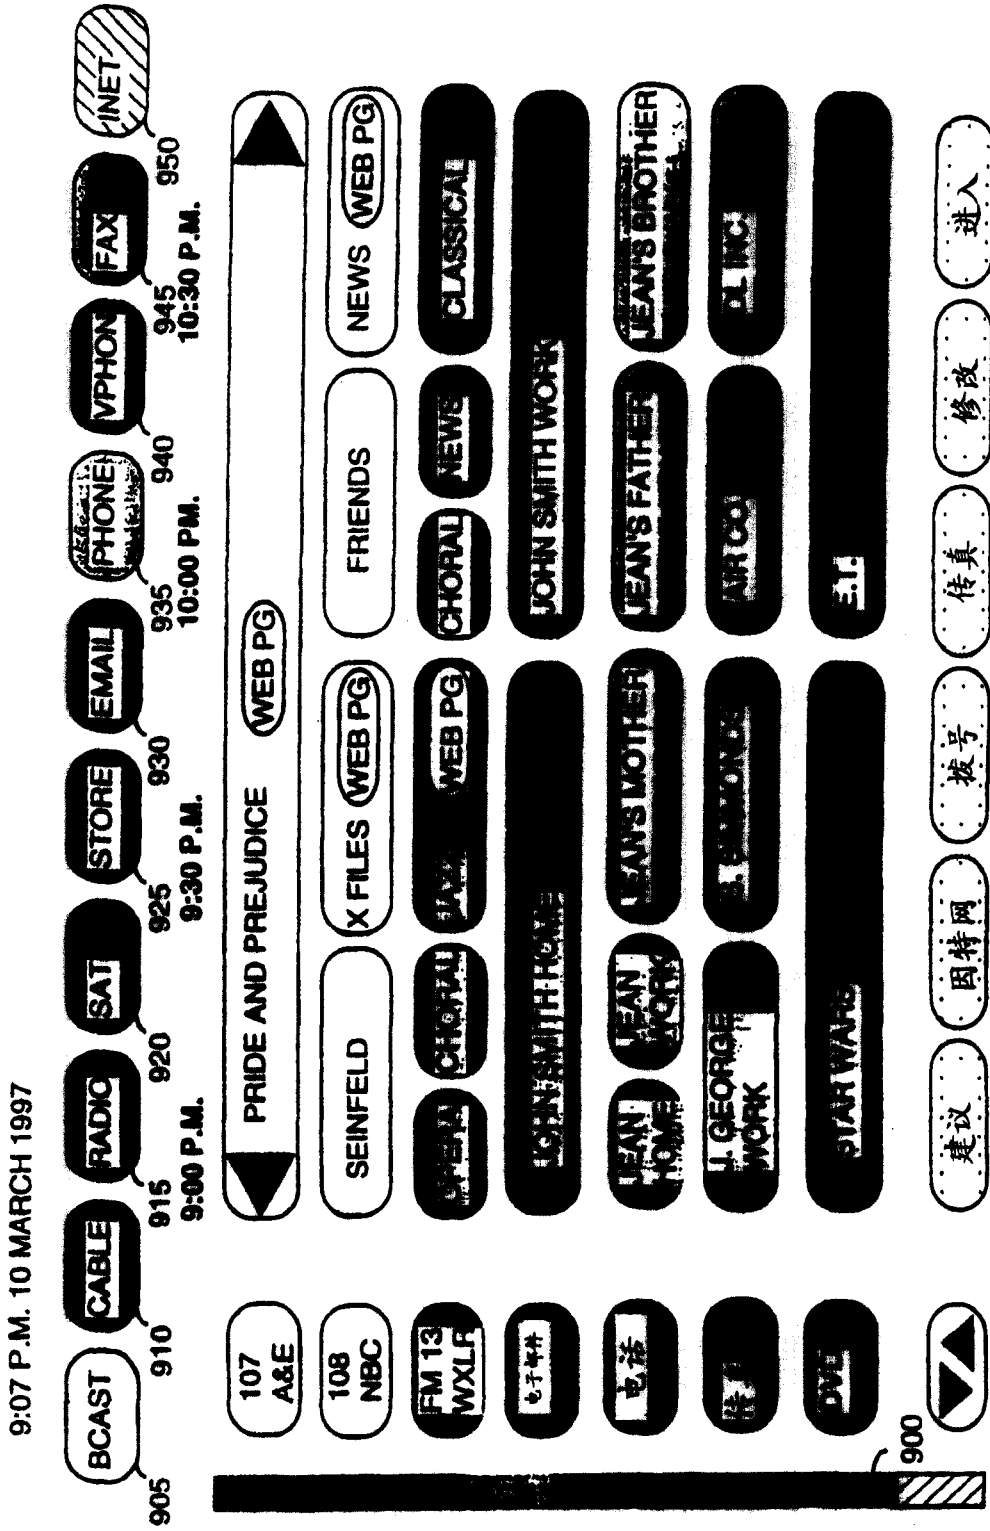 9:07 P.M. 10 MARCH 1997
BCAST CABLE RADIO SAT STORE EMAIL PHONE VPHON FAX INET
905 910 915 920 925 930 935 940 945 950
9:00 P.M. 9:30 P.M. 10:00 PM. 10:30 P.M.
107 A&E PRIDE AND PREJUDICE WEB PG
108 NBC SEINFELD X FILES WEB PG FRIENDS NEWS WEB PG
FM 13 WXLR OPERA CHORAL JAZZ WEB PG CHORAL NEWS CLASSICAL
电子邮件 JOHN SMITH HOME JOHN SMITH WORK
电话 JEAN HOME JEAN WORK JEAN'S MOTHER JEAN'S FATHER JEAN'S BROTHER
J. GEORGE WORK SIMMONDS AIR CO DL INC.
STAR WARS E.T.
建议 因特网 拨号 传真 修改 进入
900